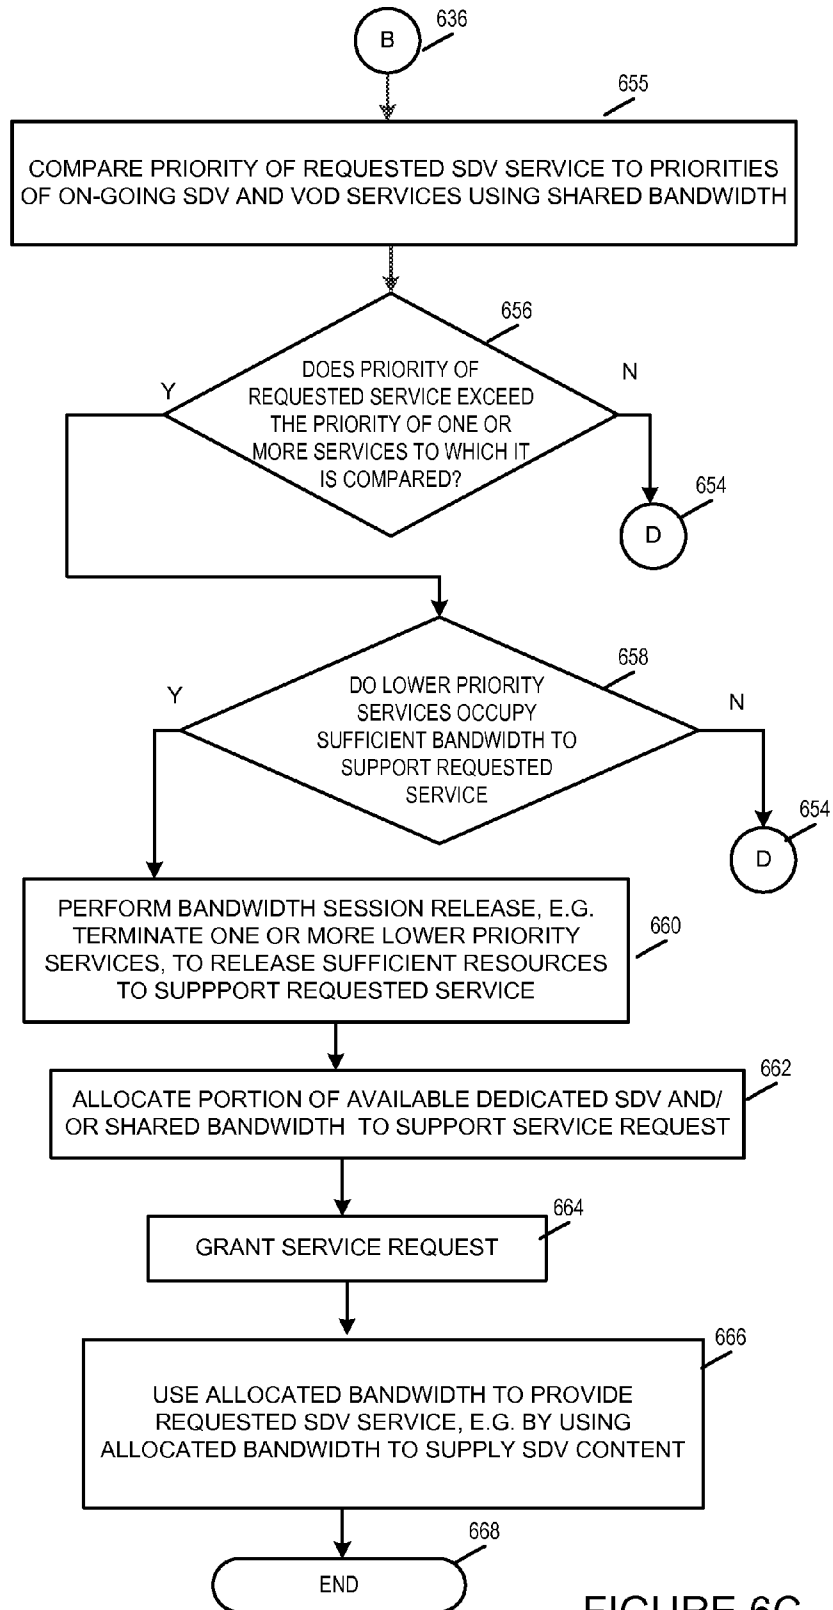 B
636
655
COMPARE PRIORITY OF REQUESTED SDV SERVICE TO PRIORITIES
OF ON-GOING SDV AND VOD SERVICES USING SHARED BANDWIDTH
656
DOES PRIORITY OF
REQUESTED SERVICE EXCEED
THE PRIORITY OF ONE OR
MORE SERVICES TO WHICH IT
IS COMPARED?
Y
N
654
D
658
DO LOWER PRIORITY
SERVICES OCCUPY
SUFFICIENT BANDWIDTH TO
SUPPORT REQUESTED
SERVICE
Y
N
654
D
PERFORM BANDWIDTH SESSION RELEASE, E.G.
TERMINATE ONE OR MORE LOWER PRIORITY
SERVICES, TO RELEASE SUFFICIENT RESOURCES
TO SUPPPORT REQUESTED SERVICE
660
662
ALLOCATE PORTION OF AVAILABLE DEDICATED SDV AND/
OR SHARED BANDWIDTH TO SUPPORT SERVICE REQUEST
664
GRANT SERVICE REQUEST
666
USE ALLOCATED BANDWIDTH TO PROVIDE
REQUESTED SDV SERVICE, E.G. BY USING
ALLOCATED BANDWIDTH TO SUPPLY SDV CONTENT
668
END
FIGURE 6C